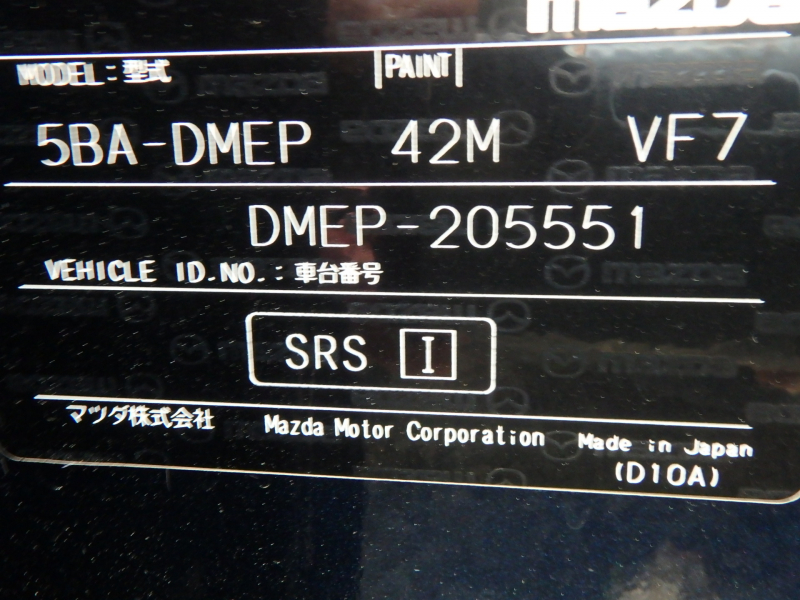 mazda
MODEL:型式 PAINT
5BA-DMEP 42M VF7
DMEP-205551
VEHICLE ID.NO.:車台番号
SRS I
マツダ株式会社 Mazda Motor Corporation Made in Japan
(D10A)